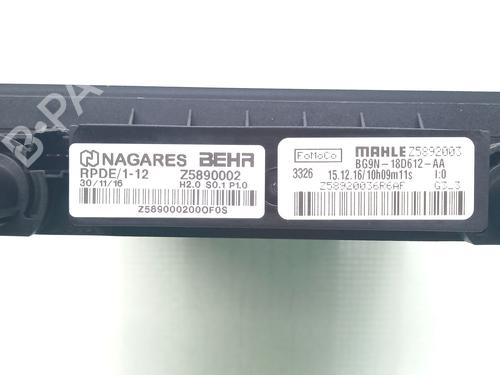 B-PA
NAGARES BEHR
RPDE/1-12 Z5890002
30/11/16 H2.0 S0.1 P1.0
Z5890002000F0S
FoMoCo MAHLE Z5892003
BG9N-18D612-AA
3326 15.12.16/10h09m11s I:0
Z58920036R6AF G3_3